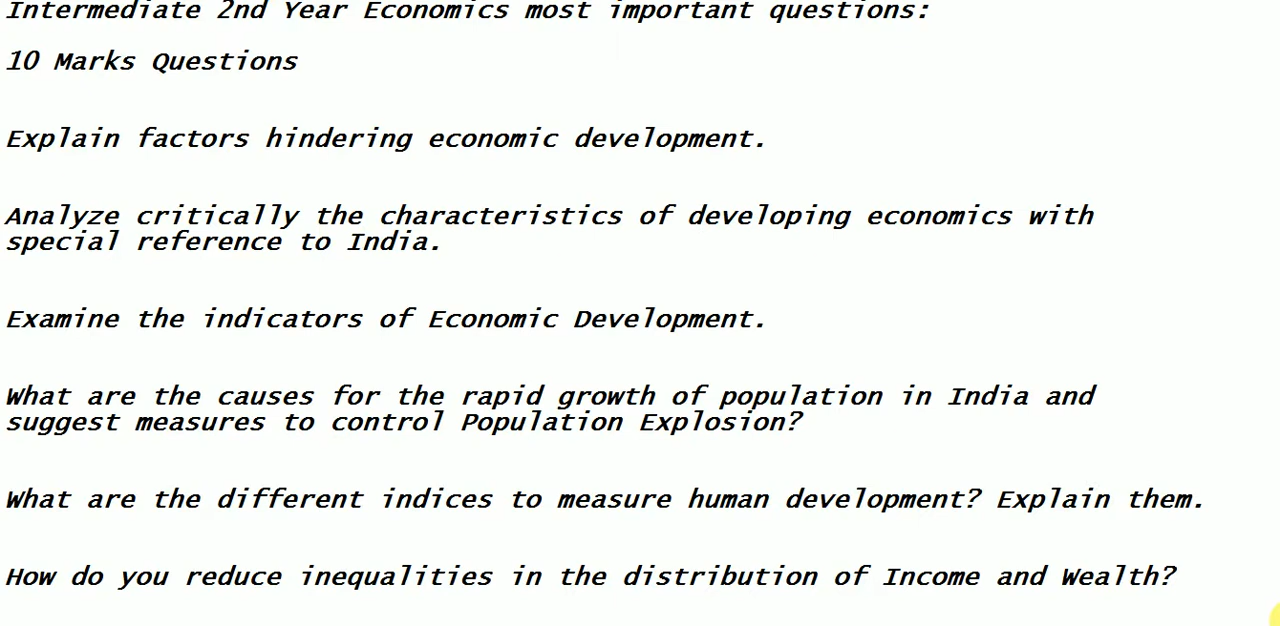 Intermediate 2nd Year Economics most important questions:
10 Marks Questions
Explain factors hindering economic development.
Analyze critically the characteristics of developing economics with
special reference to India.
Examine the indicators of Economic Development.
What are the causes for the rapid growth of population in India and
suggest measures to control Population Explosion?
What are the different indices to measure human development? Explain them.
How do you reduce inequalities in the distribution of Income and Wealth?